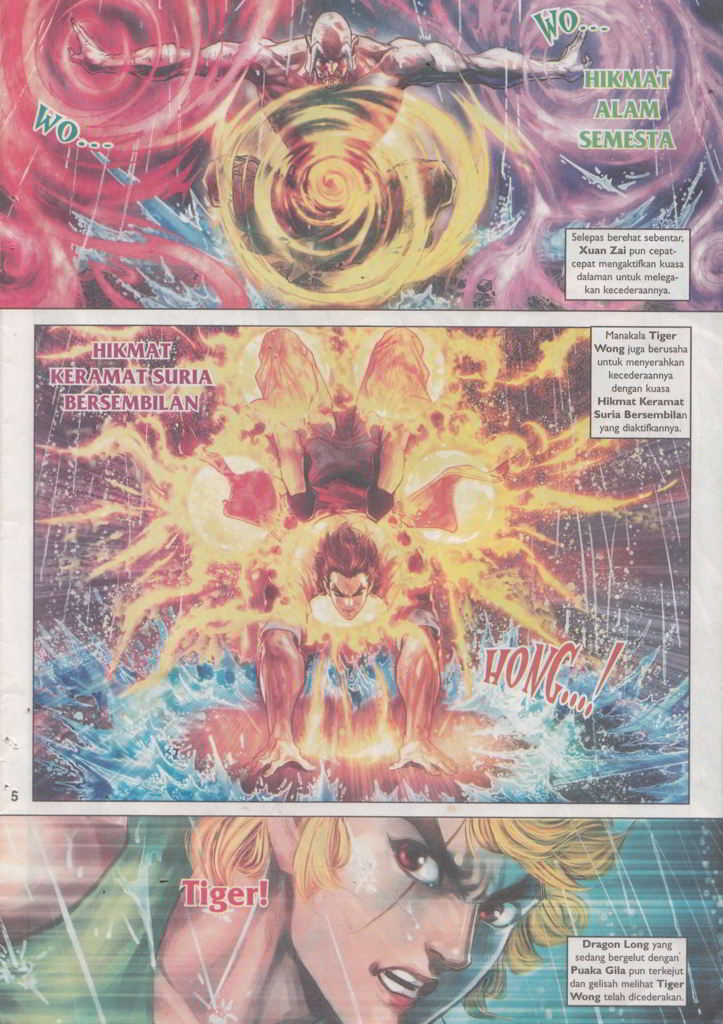 WO...
HIKMAT
ALAM
SEMESTA
WO...
Selepas berehat sebentar,
Xuan Zai pun cepat-
cepat mengaktifkan kuasa
dalaman untuk melega-
kan kecederaannya.
HIKMAT
KERAMAT SURIA
BERSEMBILAN
Manakala Tiger
Wong juga berusaha
untuk menyerahkan
kecederaannya
dengan kuasa
Hikmat Keramat
Suria Bersembilan
yang diaktifkannya.
HONG....!
5
Tiger!
Dragon Long yang
sedang bergelut dengan
Puaka Gila pun terkejut
dan gelisah melihat Tiger
Wong telah dicederakan.